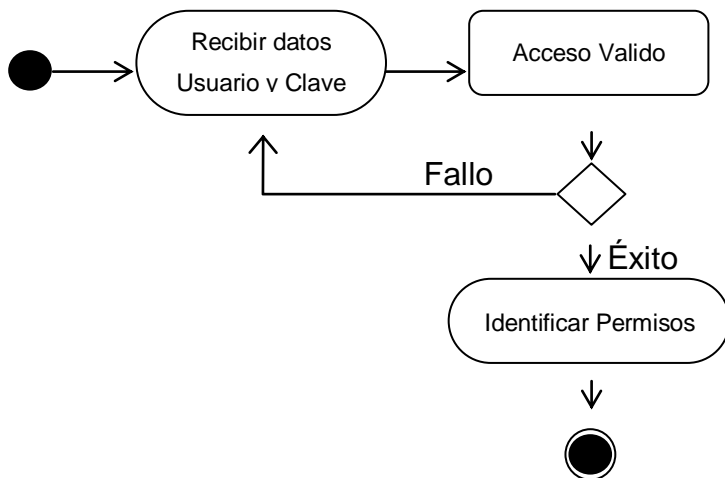 Recibir datos
Usuario y Clave
Acceso Valido
Fallo
Éxito
Identificar Permisos